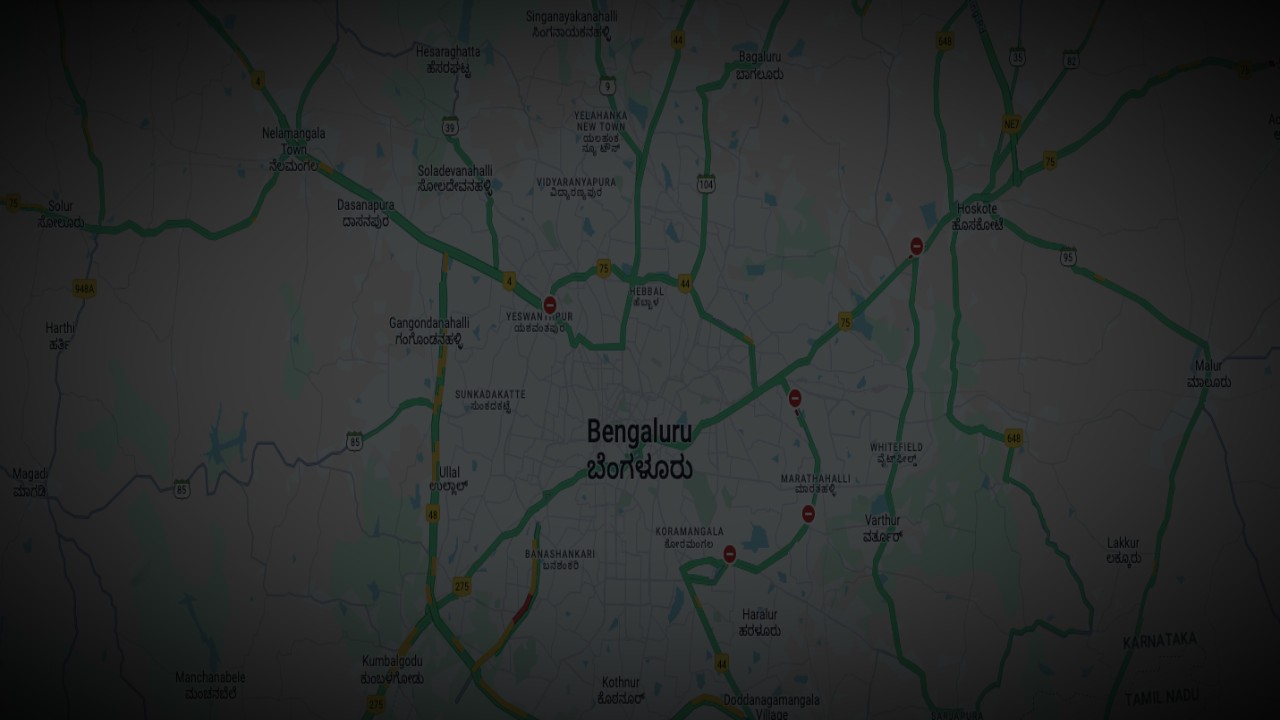 Singanayakanahalli
ಸಿಂಗನಾಯಕನಹಳ್ಳಿ
44
648
Hesaraghatta
ಹೆಸರಘಟ್ಟ
Bagaluru
ಬಾಗಲೂರು
35
82
4
9
75
39
YELAHANKA
NEW TOWN
ಯಲಹಂಕ
ನ್ಯೂ ಟೌನ್
NE7
Nelamangala
Town
ನೆಲಮಂಗಲ
Soladevanahalli
ಸೋಲದೇವನಹಳ್ಳಿ
VIDYARANYAPURA
ವಿದ್ಯಾರಣ್ಯಪುರ
104
75
Solur
ಸೋಲೂರು
Dasanapura
ದಾಸನಪುರ
Hoskote
ಹೊಸಕೋಟೆ
95
948A
4
75
44
HEBBAL
ಹೆಬ್ಬಾಳ
YESWANTHPUR
ಯಶವಂತಪುರ
Harthi
ಹರ್ತಿ
Gangondanahalli
ಗಂಗೊಂಡನಹಳ್ಳಿ
75
Malur
ಮಾಲೂರು
SUNKADAKATTE
ಸುಂಕದಕಟ್ಟೆ
Bengaluru
ಬೆಂಗಳೂರು
85
648
WHITEFIELD
ವೈಟ್‌ಫೀಲ್ಡ್
Magadi
ಮಾಗಡಿ
85
Ullal
ಉಲ್ಲಾಲ್
MARATHAHALLI
ಮಾರತಹಳ್ಳಿ
48
KORAMANGALA
ಕೋರಮಂಗಲ
Varthur
ವರ್ತೂರ್
BANASHANKARI
ಬನಶಂಕರಿ
Lakkur
ಲಕ್ಕೂರು
275
Haralur
ಹರಳೂರು
KARNATAKA
Kumbalgodu
ಕುಂಬಳಗೋಡು
44
Manchanabele
ಮಂಚನಬೆಲೆ
Kothnur
ಕೊಠನೂರ್
275
Doddanagamangala
Village
TAMIL NADU